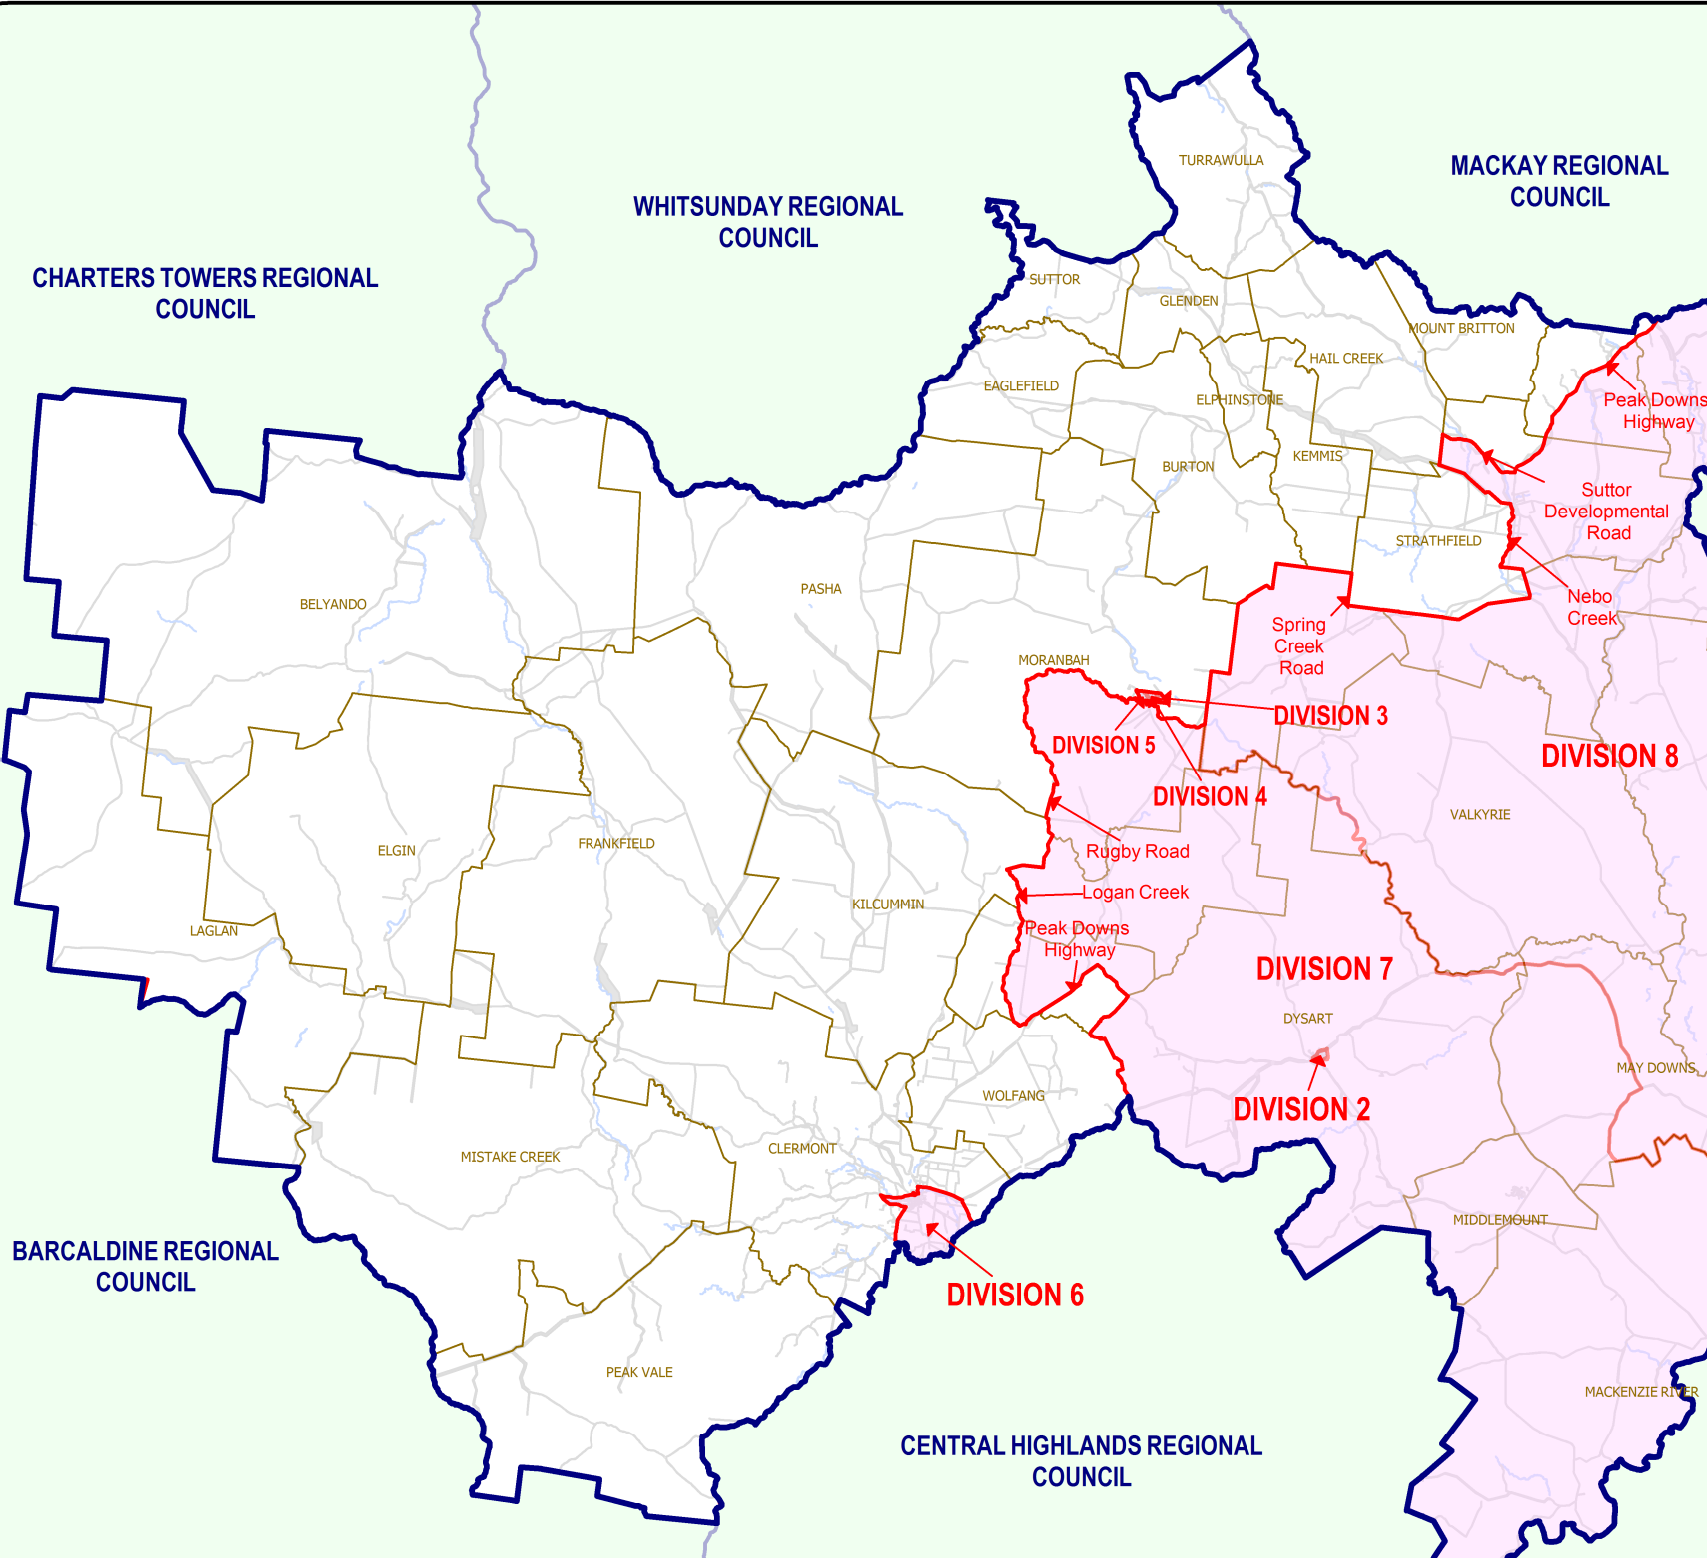 TURRAWULLA
MACKAY REGIONAL
COUNCIL
WHITSUNDAY REGIONAL
COUNCIL
CHARTERS TOWERS REGIONAL
COUNCIL
SUTTOR
GLENDEN
MOUNT BRITTON
HAIL CREEK
EAGLEFIELD
ELPHINSTONE
Peak Downs
Highway
BURTON
KEMMIS
Suttor
Developmental
Road
STRATHFIELD
BELYANDO
PASHA
Nebo
Creek
Spring
Creek
Road
MORANBAH
DIVISION 3
DIVISION 5
DIVISION 8
DIVISION 4
VALKYRIE
ELGIN
FRANKFIELD
Rugby Road
Logan Creek
KILCUMMIN
LAGLAN
Peak Downs
Highway
DIVISION 7
DYSART
MAY DOWNS
WOLFANG
DIVISION 2
CLERMONT
MISTAKE CREEK
MIDDLEMOUNT
BARCALDINE REGIONAL
COUNCIL
DIVISION 6
PEAK VALE
MACKENZIE RIVER
CENTRAL HIGHLANDS REGIONAL
COUNCIL